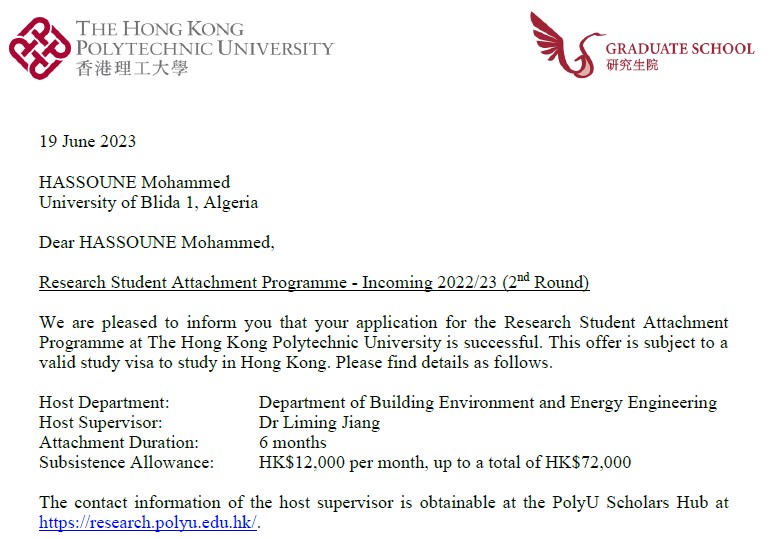 THE HONG KONG
POLYTECHNIC UNIVERSITY
香港理工大學
GRADUATE SCHOOL
研究生院
19 June 2023
HASSOUNE Mohammed
University of Blida 1, Algeria
Dear HASSOUNE Mohammed,
Research Student Attachment Programme - Incoming 2022/23 (2nd Round)
We are pleased to inform you that your application for the Research Student Attachment
Programme at The Hong Kong Polytechnic University is successful. This offer is subject to a
valid study visa to study in Hong Kong. Please find details as follows.
Host Department: Department of Building Environment and Energy Engineering
Host Supervisor: Dr Liming Jiang
Attachment Duration: 6 months
Subsistence Allowance: HK$12,000 per month, up to a total of HK$72,000
The contact information of the host supervisor is obtainable at the PolyU Scholars Hub at
https://research.polyu.edu.hk/.